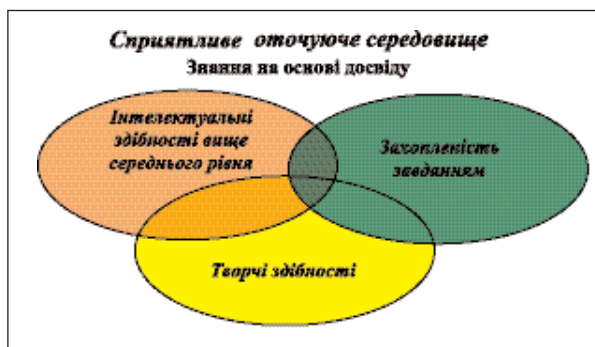 Сприятливе оточуюче середовище
Знання на основі досвіду
Інтелектуальні
здібності вище
середнього рівня
Захопленість
завданням
Творчі здібності